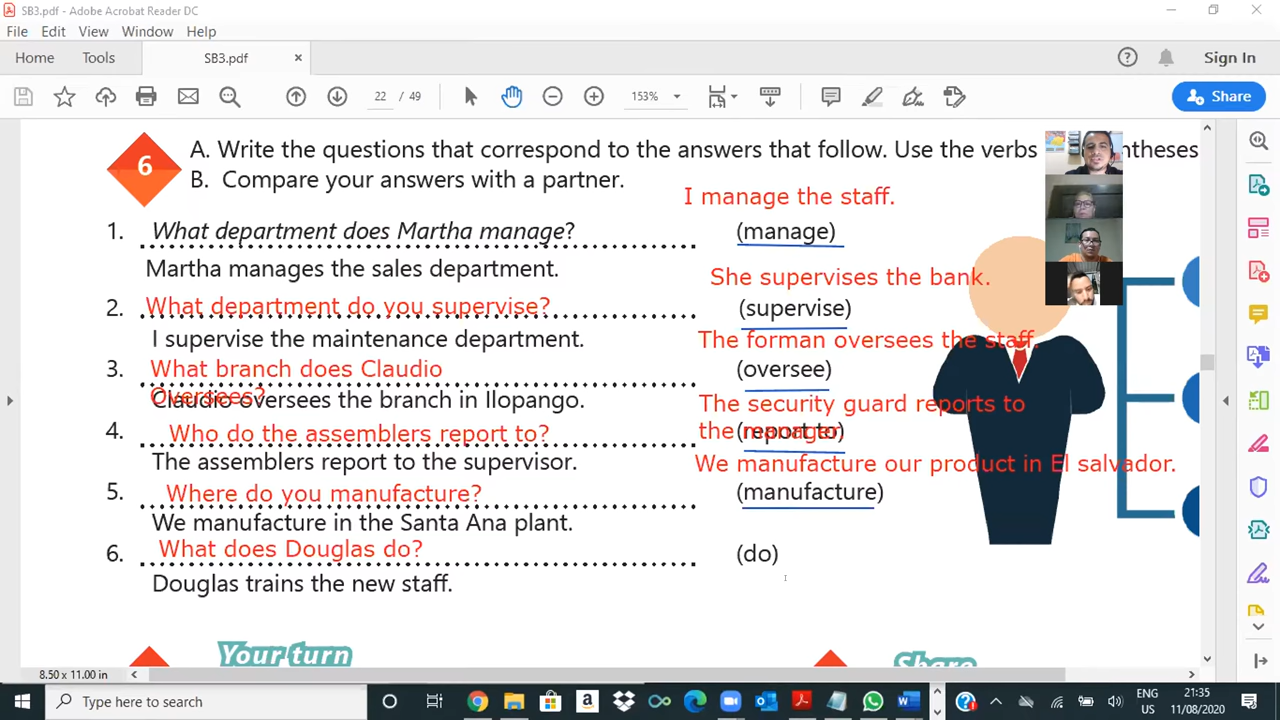 SB3.pdf - Adobe Acrobat Reader DC
File Edit View Window Help
Home Tools SB3.pdf × Sign In
22 / 49 153% Share
6
A. Write the questions that correspond to the answers that follow. Use the verbs ntheses
B. Compare your answers with a partner.
I manage the staff.
1. What department does Martha manage? (manage)
Martha manages the sales department.
She supervises the bank.
2. What department do you supervise? (supervise)
I supervise the maintenance department.
The forman oversees the staff.
3. What branch does Claudio (oversee)
Oversees?
Claudio oversees the branch in Ilopango.
The security guard reports to
4. Who do the assemblers report to? (report to)
the manager.
The assemblers report to the supervisor.
We manufacture our product in El salvador.
5. Where do you manufacture? (manufacture)
We manufacture in the Santa Ana plant.
6. What does Douglas do? (do)
Douglas trains the new staff.
Your turn Share
8.50 x 11.00 in
Type here to search ENG 21:35
US 11/08/2020